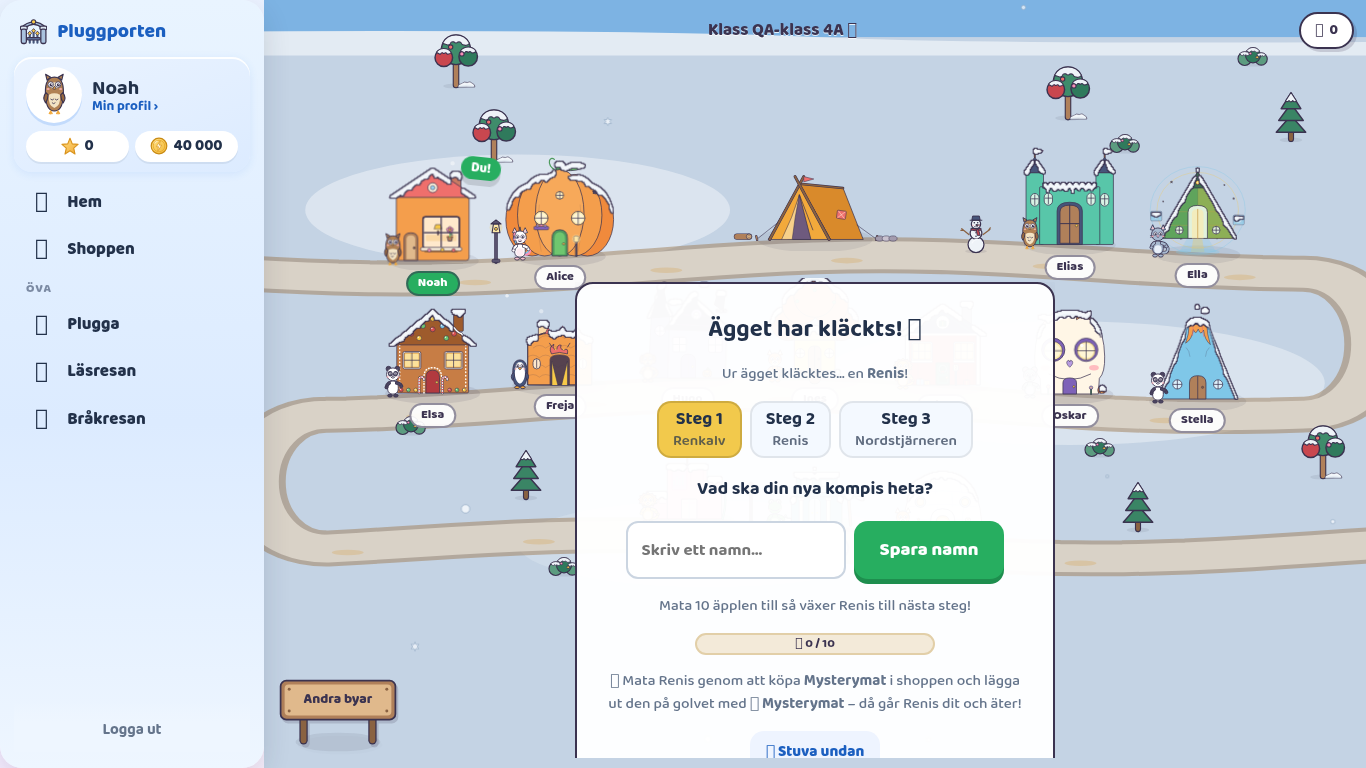 Pluggporten
Noah
Min profil ›
0
40 000
Hem
Shoppen
ÖVA
Plugga
Läsresan
Bråkresan
Logga ut
Klass QA-klass 4A
0
Du!
Noah
Alice
Elias
Ella
Elsa
Freja
Oskar
Stella
Andra byar
Ägget har kläckts!
Ur ägget kläcktes... en Renis!
Steg 1
Renkalv
Steg 2
Renis
Steg 3
Nordstjärneren
Vad ska din nya kompis heta?
Skriv ett namn...
Spara namn
Mata 10 äpplen till så växer Renis till nästa steg!
0 / 10
Mata Renis genom att köpa Mysterymat i shoppen och lägga
ut den på golvet med Mysterymat – då går Renis dit och äter!
Stuva undan